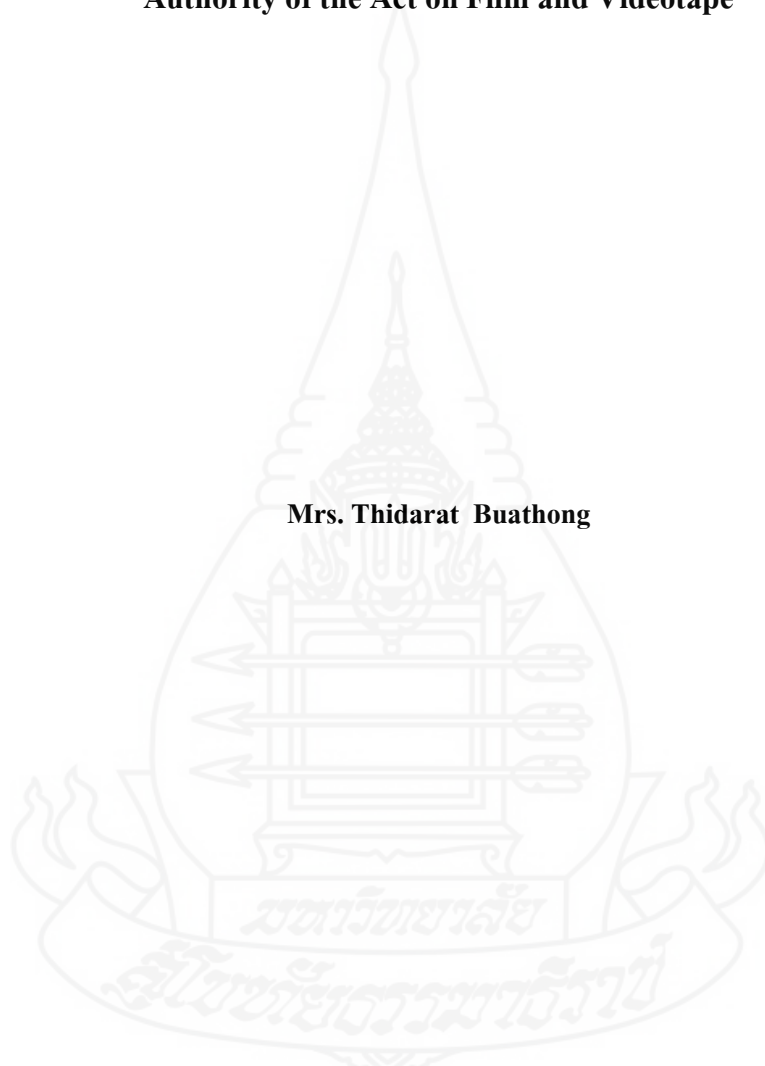 Authority of the Act on Film and Videotape
Mrs. Thidarat Buathong
มหาวิทยาลัย
สุโขทัยธรรมาธิราช